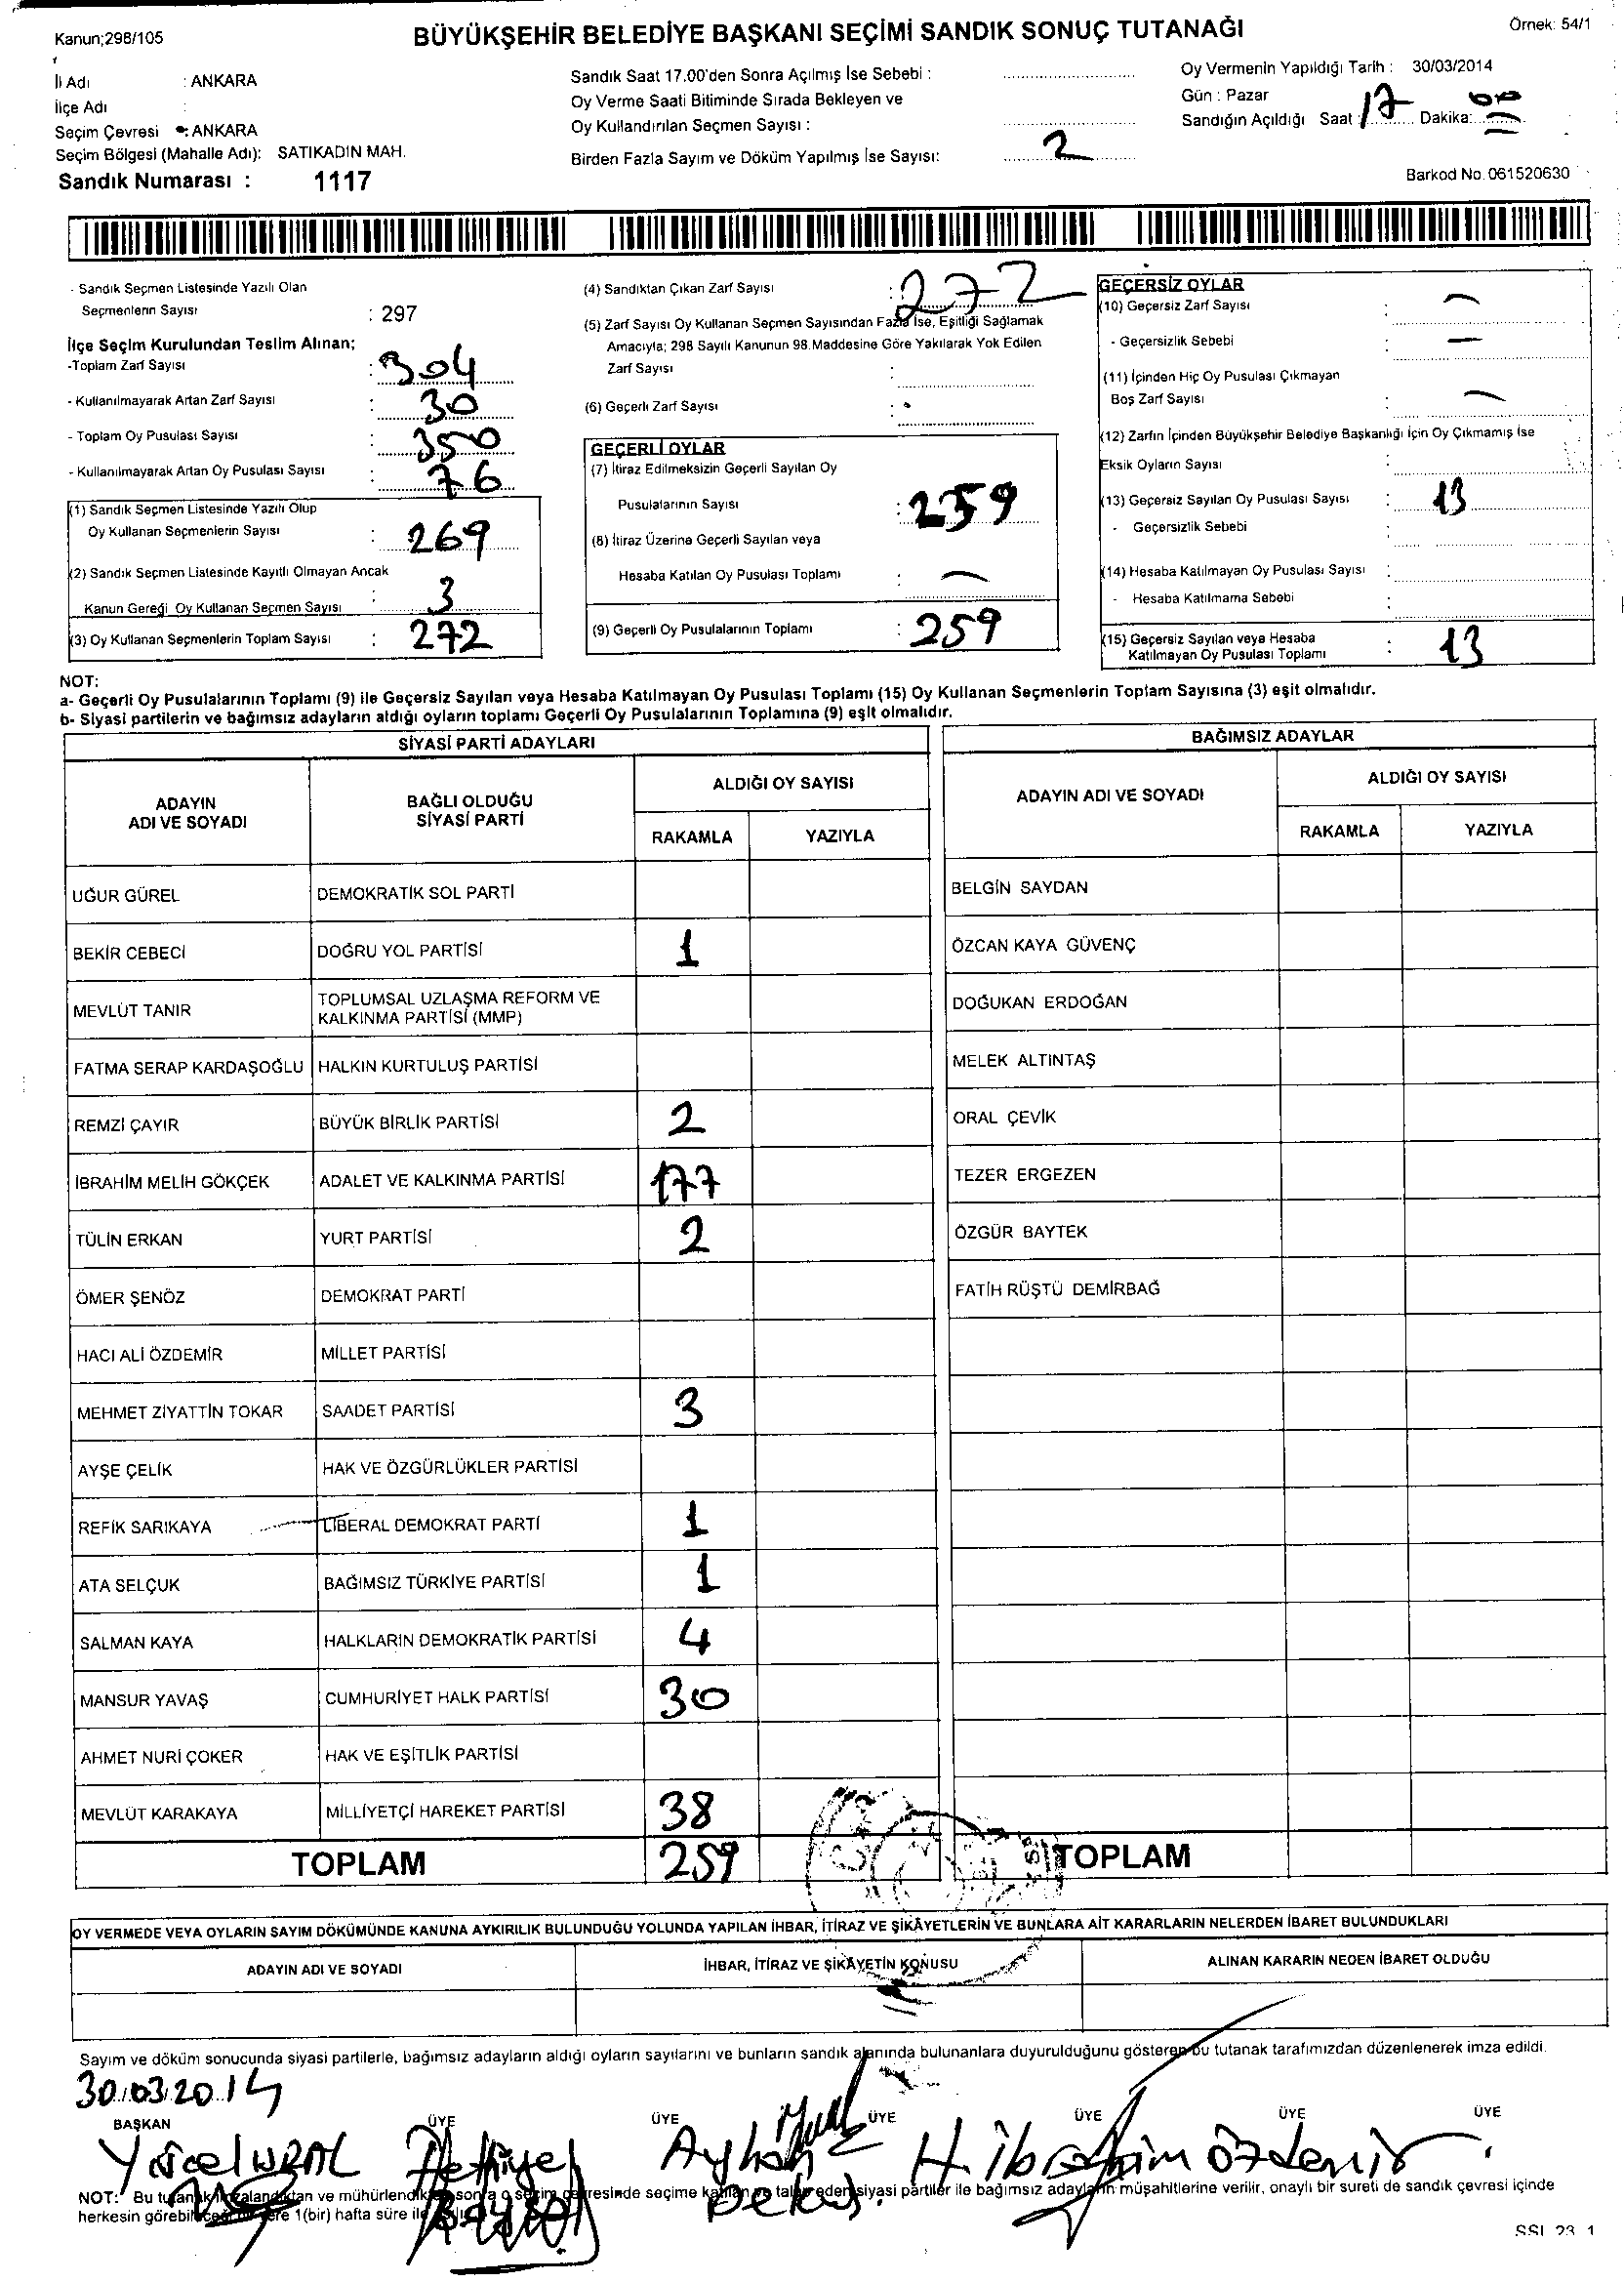 Kanun;298/105
BÜYÜKŞEHİR BELEDİYE BAŞKANI SEÇİMİ SANDIK SONUÇ TUTANAĞI
Örnek: 54/1
İl Adı : ANKARA
İlçe Adı :
Seçim Çevresi : ANKARA
Seçim Bölgesi (Mahalle Adı): SATIKADIN MAH.
Sandık Numarası : 1117
Sandık Saat 17.00'den Sonra Açılmış İse Sebebi :
Oy Verme Saati Bitiminde Sırada Bekleyen ve
Oy Kullandırılan Seçmen Sayısı :
Birden Fazla Sayım ve Döküm Yapılmış İse Sayısı: 2
Oy Vermenin Yapıldığı Tarih : 30/03/2014
Gün : Pazar
Sandığın Açıldığı Saat : 17 Dakika: 00
Barkod No.061520630
- Sandık Seçmen Listesinde Yazılı Olan
Seçmenlerin Sayısı : 297
İlçe Seçim Kurulundan Teslim Alınan;
-Toplam Zarf Sayısı : 304
- Kullanılmayarak Artan Zarf Sayısı : 30
- Toplam Oy Pusulası Sayısı : 350
- Kullanılmayarak Artan Oy Pusulası Sayısı : 76
(1) Sandık Seçmen Listesinde Yazılı Olup
Oy Kullanan Seçmenlerin Sayısı : 269
(2) Sandık Seçmen Listesinde Kayıtlı Olmayan Ancak
Kanun Gereği Oy Kullanan Seçmen Sayısı : 3
(3) Oy Kullanan Seçmenlerin Toplam Sayısı : 272
(4) Sandıktan Çıkan Zarf Sayısı : 272
(5) Zarf Sayısı Oy Kullanan Seçmen Sayısından Fazla İse, Eşitliği Sağlamak
Amacıyla; 298 Sayılı Kanunun 98.Maddesine Göre Yakılarak Yok Edilen
Zarf Sayısı :
(6) Geçerli Zarf Sayısı :
GEÇERLİ OYLAR
(7) İtiraz Edilmeksizin Geçerli Sayılan Oy
Pusulalarının Sayısı : 259
(8) İtiraz Üzerine Geçerli Sayılan veya
Hesaba Katılan Oy Pusulası Toplamı : —
(9) Geçerli Oy Pusulalarının Toplamı : 259
GEÇERSİZ OYLAR
(10) Geçersiz Zarf Sayısı : —
- Geçersizlik Sebebi : —
(11) İçinden Hiç Oy Pusulası Çıkmayan
Boş Zarf Sayısı : —
(12) Zarfın İçinden Büyükşehir Belediye Başkanlığı İçin Oy Çıkmamış İse
Eksik Oyların Sayısı :
(13) Geçersiz Sayılan Oy Pusulası Sayısı : 13
- Geçersizlik Sebebi :
(14) Hesaba Katılmayan Oy Pusulası Sayısı :
- Hesaba Katılmama Sebebi :
(15) Geçersiz Sayılan veya Hesaba
Katılmayan Oy Pusulası Toplamı : 13
NOT:
a- Geçerli Oy Pusulalarının Toplamı (9) ile Geçersiz Sayılan veya Hesaba Katılmayan Oy Pusulası Toplamı (15) Oy Kullanan Seçmenlerin Toplam Sayısına (3) eşit olmalıdır.
b- Siyasi partilerin ve bağımsız adayların aldığı oyların toplamı Geçerli Oy Pusulalarının Toplamına (9) eşit olmalıdır.
SİYASİ PARTİ ADAYLARI
ADAYIN ADI VE SOYADI BAĞLI OLDUĞU SİYASİ PARTİ ALDIĞI OY SAYISI
RAKAMLA YAZIYLA
UĞUR GÜREL DEMOKRATİK SOL PARTİ
BEKİR CEBECİ DOĞRU YOL PARTİSİ 1
MEVLÜT TANIR TOPLUMSAL UZLAŞMA REFORM VE KALKINMA PARTİSİ (MMP)
FATMA SERAP KARDAŞOĞLU HALKIN KURTULUŞ PARTİSİ
REMZİ ÇAYIR BÜYÜK BİRLİK PARTİSİ 2
İBRAHİM MELİH GÖKÇEK ADALET VE KALKINMA PARTİSİ 177
TÜLİN ERKAN YURT PARTİSİ 2
ÖMER ŞENÖZ DEMOKRAT PARTİ
HACI ALİ ÖZDEMİR MİLLET PARTİSİ
MEHMET ZİYATTİN TOKAR SAADET PARTİSİ 3
AYŞE ÇELİK HAK VE ÖZGÜRLÜKLER PARTİSİ
REFİK SARIKAYA LİBERAL DEMOKRAT PARTİ 1
ATA SELÇUK BAĞIMSIZ TÜRKİYE PARTİSİ 1
SALMAN KAYA HALKLARIN DEMOKRATİK PARTİSİ 4
MANSUR YAVAŞ CUMHURİYET HALK PARTİSİ 30
AHMET NURİ ÇOKER HAK VE EŞİTLİK PARTİSİ
MEVLÜT KARAKAYA MİLLİYETÇİ HAREKET PARTİSİ 38
TOPLAM 259
BAĞIMSIZ ADAYLAR
ADAYIN ADI VE SOYADI ALDIĞI OY SAYISI
RAKAMLA YAZIYLA
BELGİN SAYDAN
ÖZCAN KAYA GÜVENÇ
DOĞUKAN ERDOĞAN
MELEK ALTINTAŞ
ORAL ÇEVİK
TEZER ERGEZEN
ÖZGÜR BAYTEK
FATİH RÜŞTÜ DEMİRBAĞ
TOPLAM
OY VERMEDE VEYA OYLARIN SAYIM DÖKÜMÜNDE KANUNA AYKIRILIK BULUNDUĞU YOLUNDA YAPILAN İHBAR, İTİRAZ VE ŞİKÂYETLERİN VE BUNLARA AİT KARARLARIN NELERDEN İBARET BULUNDUKLARI
ADAYIN ADI VE SOYADI İHBAR, İTİRAZ VE ŞİKÂYETİN KONUSU ALINAN KARARIN NEDEN İBARET OLDUĞU
Sayım ve döküm sonucunda siyasi partilerle, bağımsız adayların aldığı oyların sayılarını ve bunların sandık alanında bulunanlara duyurulduğunu gösteren bu tutanak tarafımızdan düzenlenerek imza edildi.
30.03.2014
BAŞKAN ÜYE ÜYE ÜYE ÜYE ÜYE ÜYE
Yücel URAL Ayhan H. İbrahim Özdemir
NOT: Bu tutanak imzalandıktan ve mühürlendikten sonra o seçim çevresinde seçime katılan ve talep eden siyasi partiler ile bağımsız adayların müşahitlerine verilir, onaylı bir sureti de sandık çevresi içinde
herkesin görebileceği bir yere 1(bir) hafta süre ile